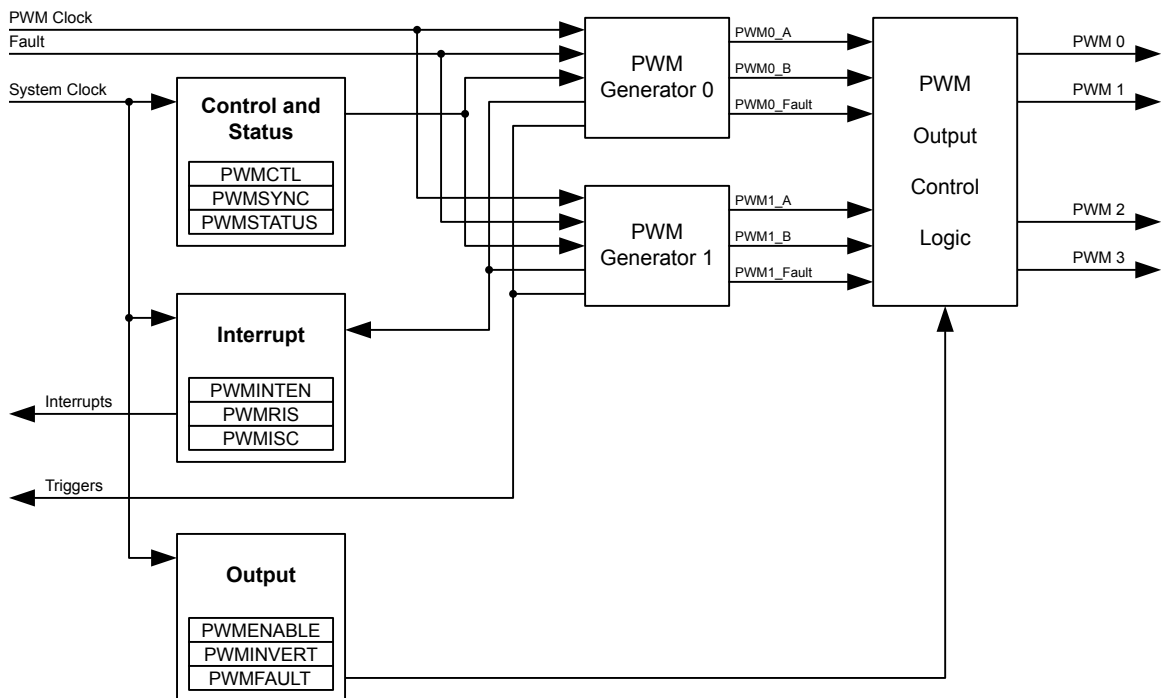 PWM Clock
Fault
System Clock
Control and
Status
PWMCTL
PWMSYNC
PWMSTATUS
Interrupt
PWMINTEN
PWMRIS
PWMISC
Interrupts
Triggers
Output
PWMENABLE
PWMINVERT
PWMFAULT
PWM
Generator 0
PWM0_A
PWM0_B
PWM0_Fault
PWM
Generator 1
PWM1_A
PWM1_B
PWM1_Fault
PWM
Output
Control
Logic
PWM 0
PWM 1
PWM 2
PWM 3